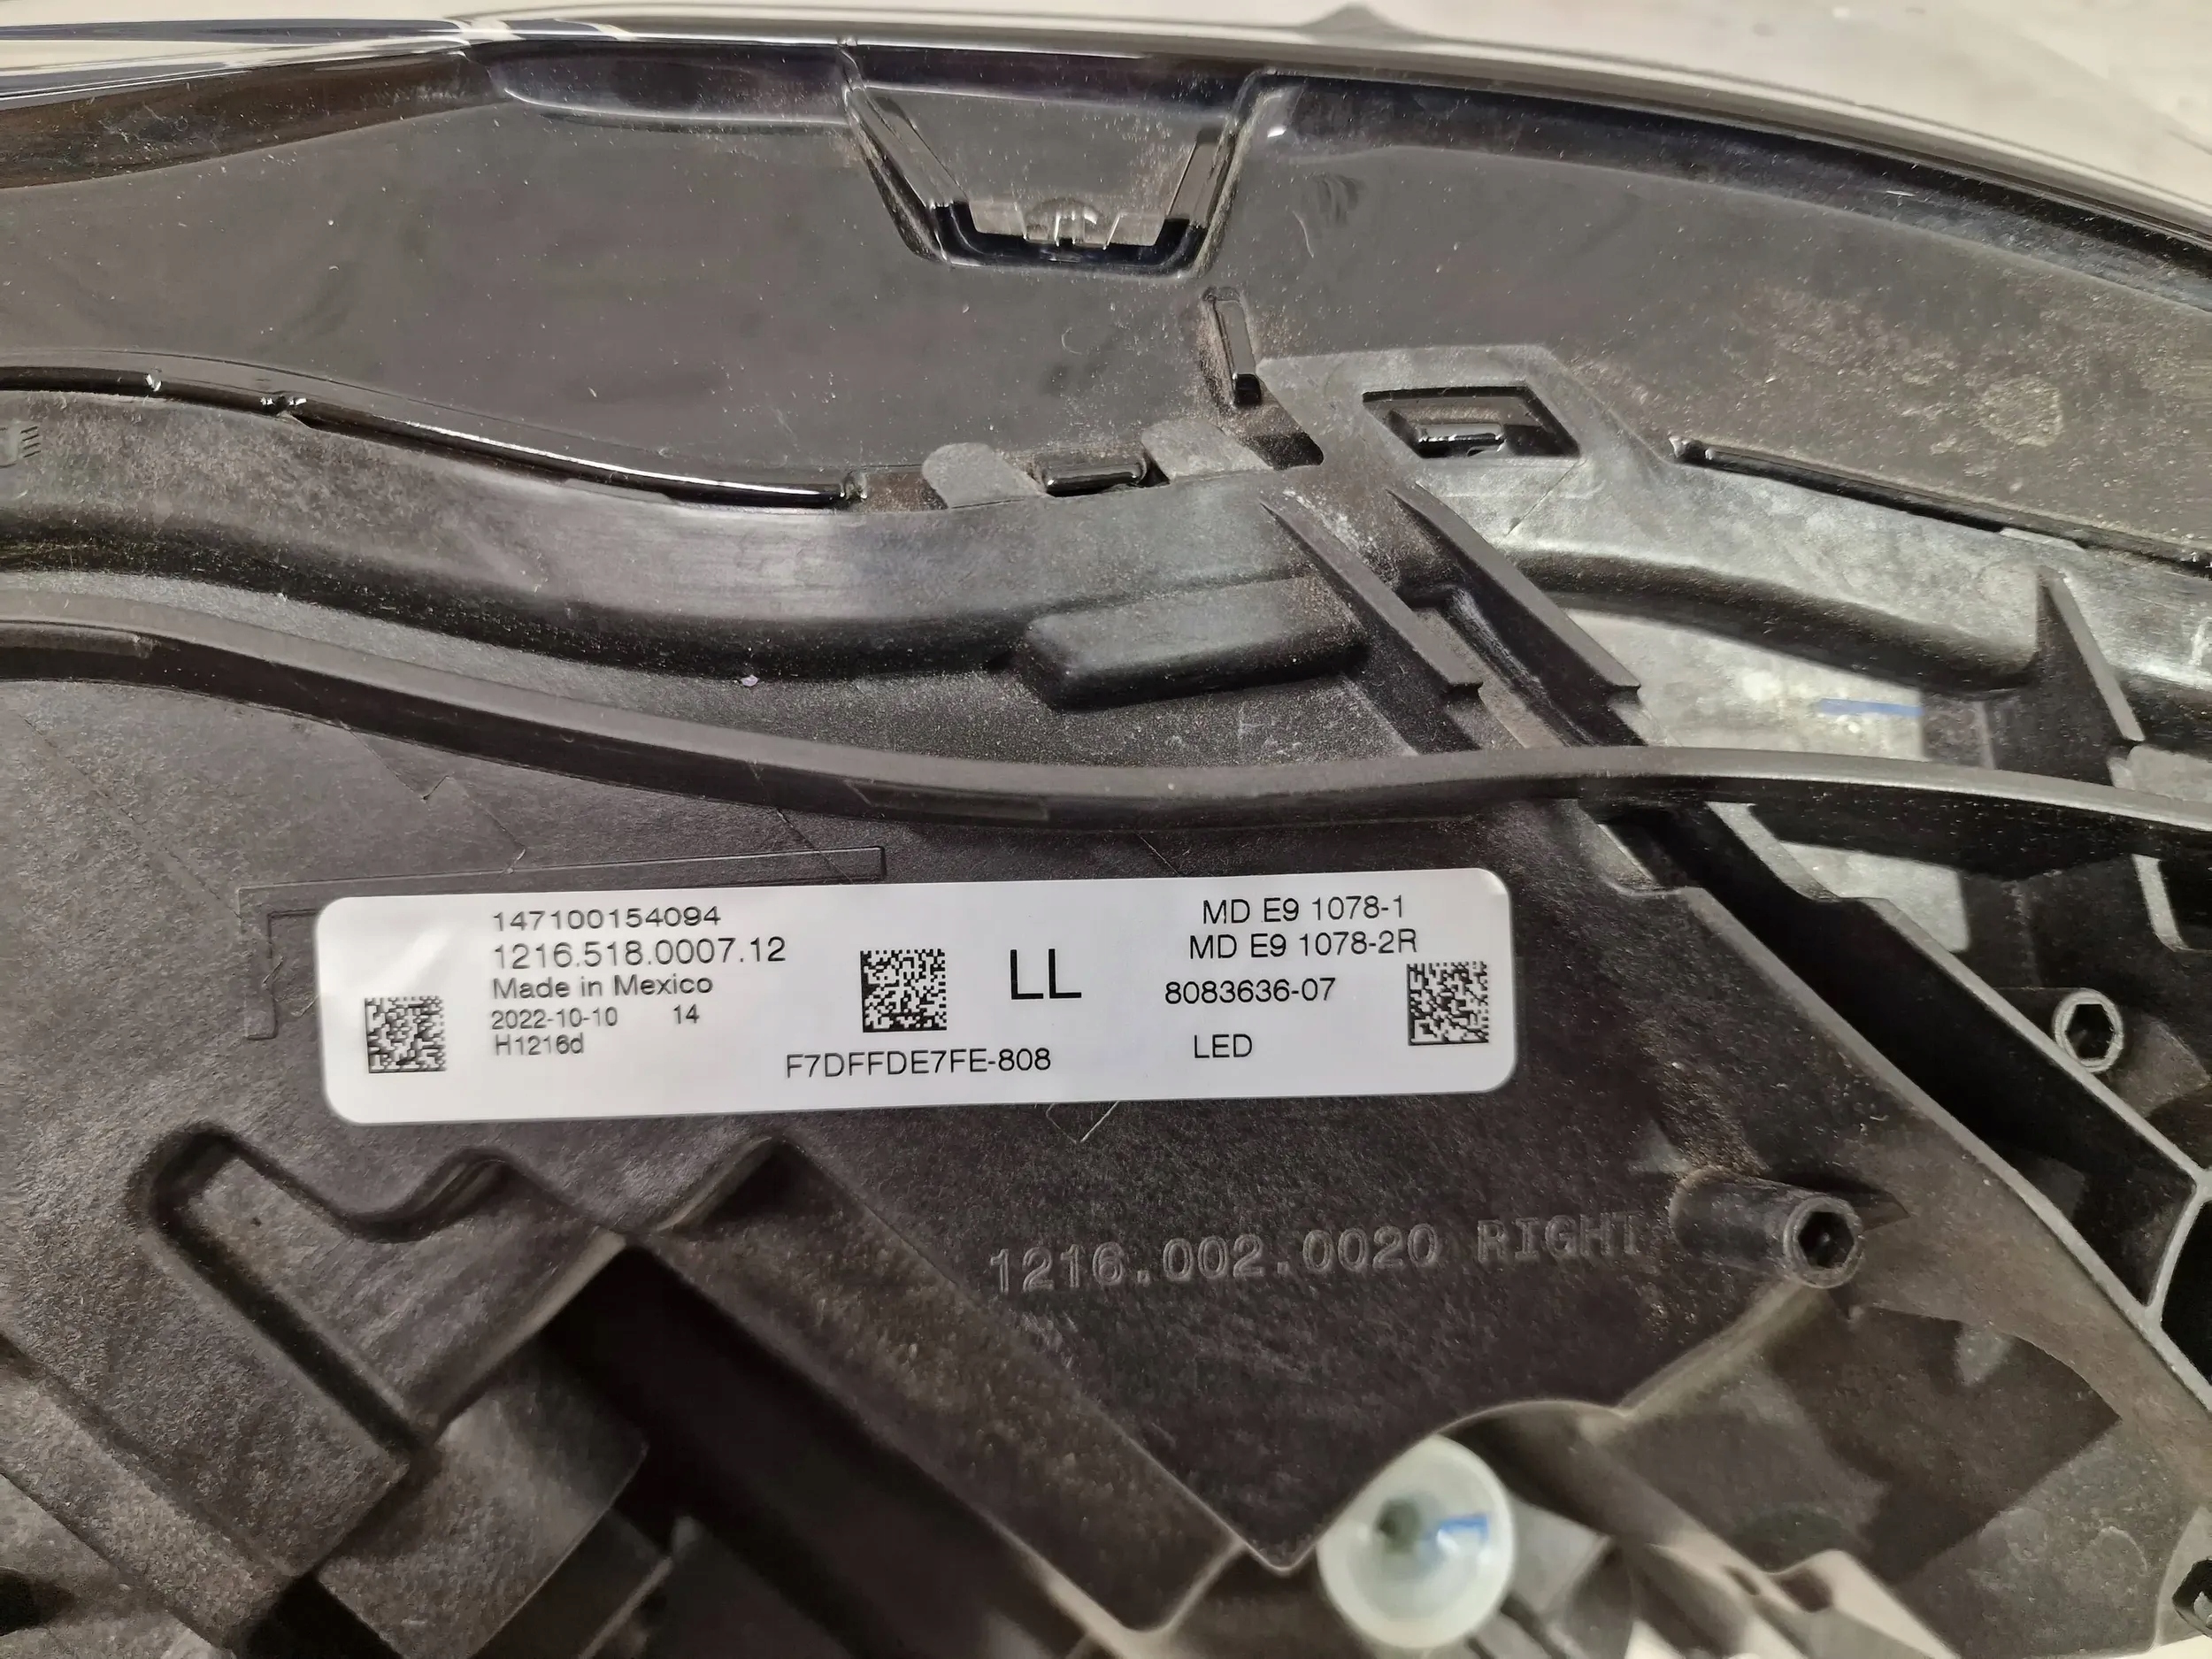 147100154094
1216.518.0007.12
Made in Mexico
2022-10-10 14
H1216d
F7DFFDE7FE-808
LL
MD E9 1078-1
MD E9 1078-2R
8083636-07
LED
1216.002.0020 RIGHT